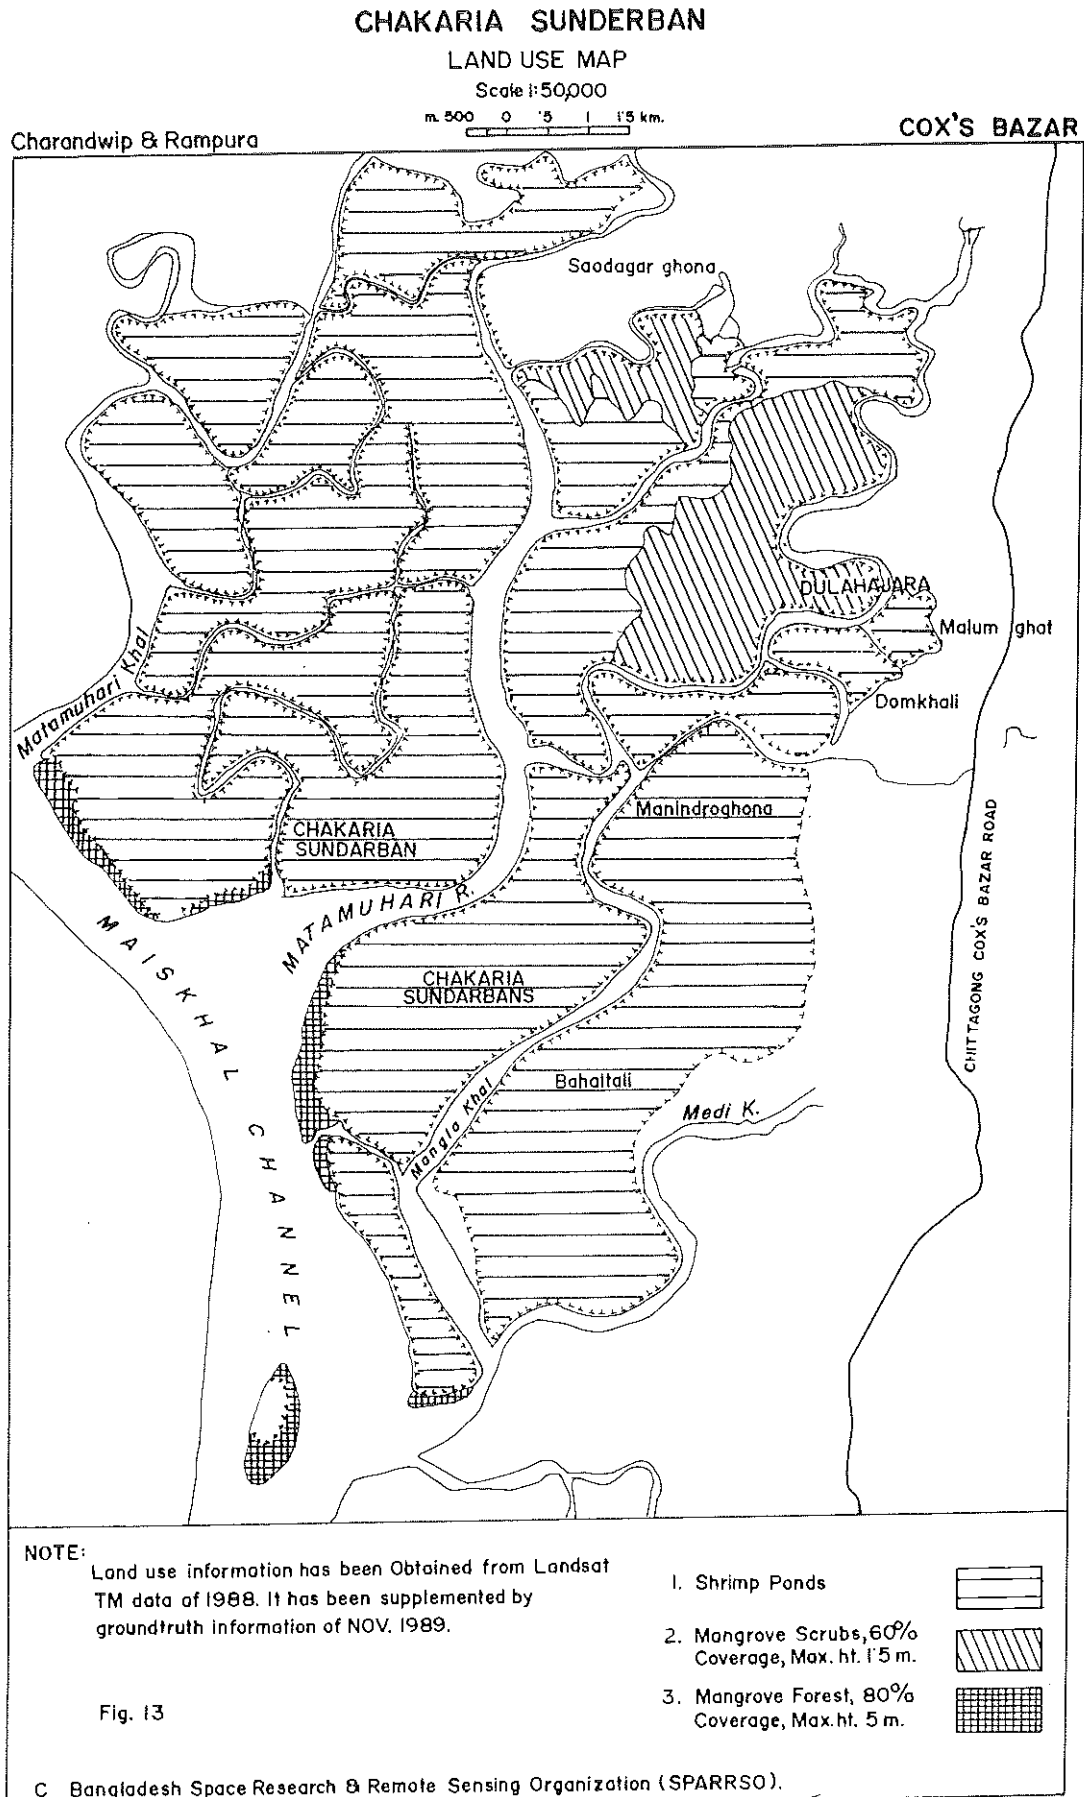 CHAKARIA SUNDERBAN
LAND USE MAP
Scale 1:50,000
m. 500 0 .5 1 1.5 km.
Charandwip & Rampura
COX'S BAZAR
Saodagar ghona
DULAHAJARA
Malum ghat
Domkhali
Matamuhari Khal
Manindroghona
CHAKARIA
SUNDARBAN
MATAMUHARI R.
CHAKARIA
SUNDARBANS
MAISKHAL CHANNEL
CHITTAGONG COX'S BAZAR ROAD
Bahaltali
Medi K.
Mangla Khal
NOTE:
Land use information has been Obtained from Landsat
TM data of 1988. It has been supplemented by
groundtruth information of NOV. 1989.
Fig. 13
1. Shrimp Ponds
2. Mangrove Scrubs, 60%
Coverage, Max. ht. 1.5 m.
3. Mangrove Forest, 80%
Coverage, Max. ht. 5 m.
C Bangladesh Space Research & Remote Sensing Organization (SPARRSO).